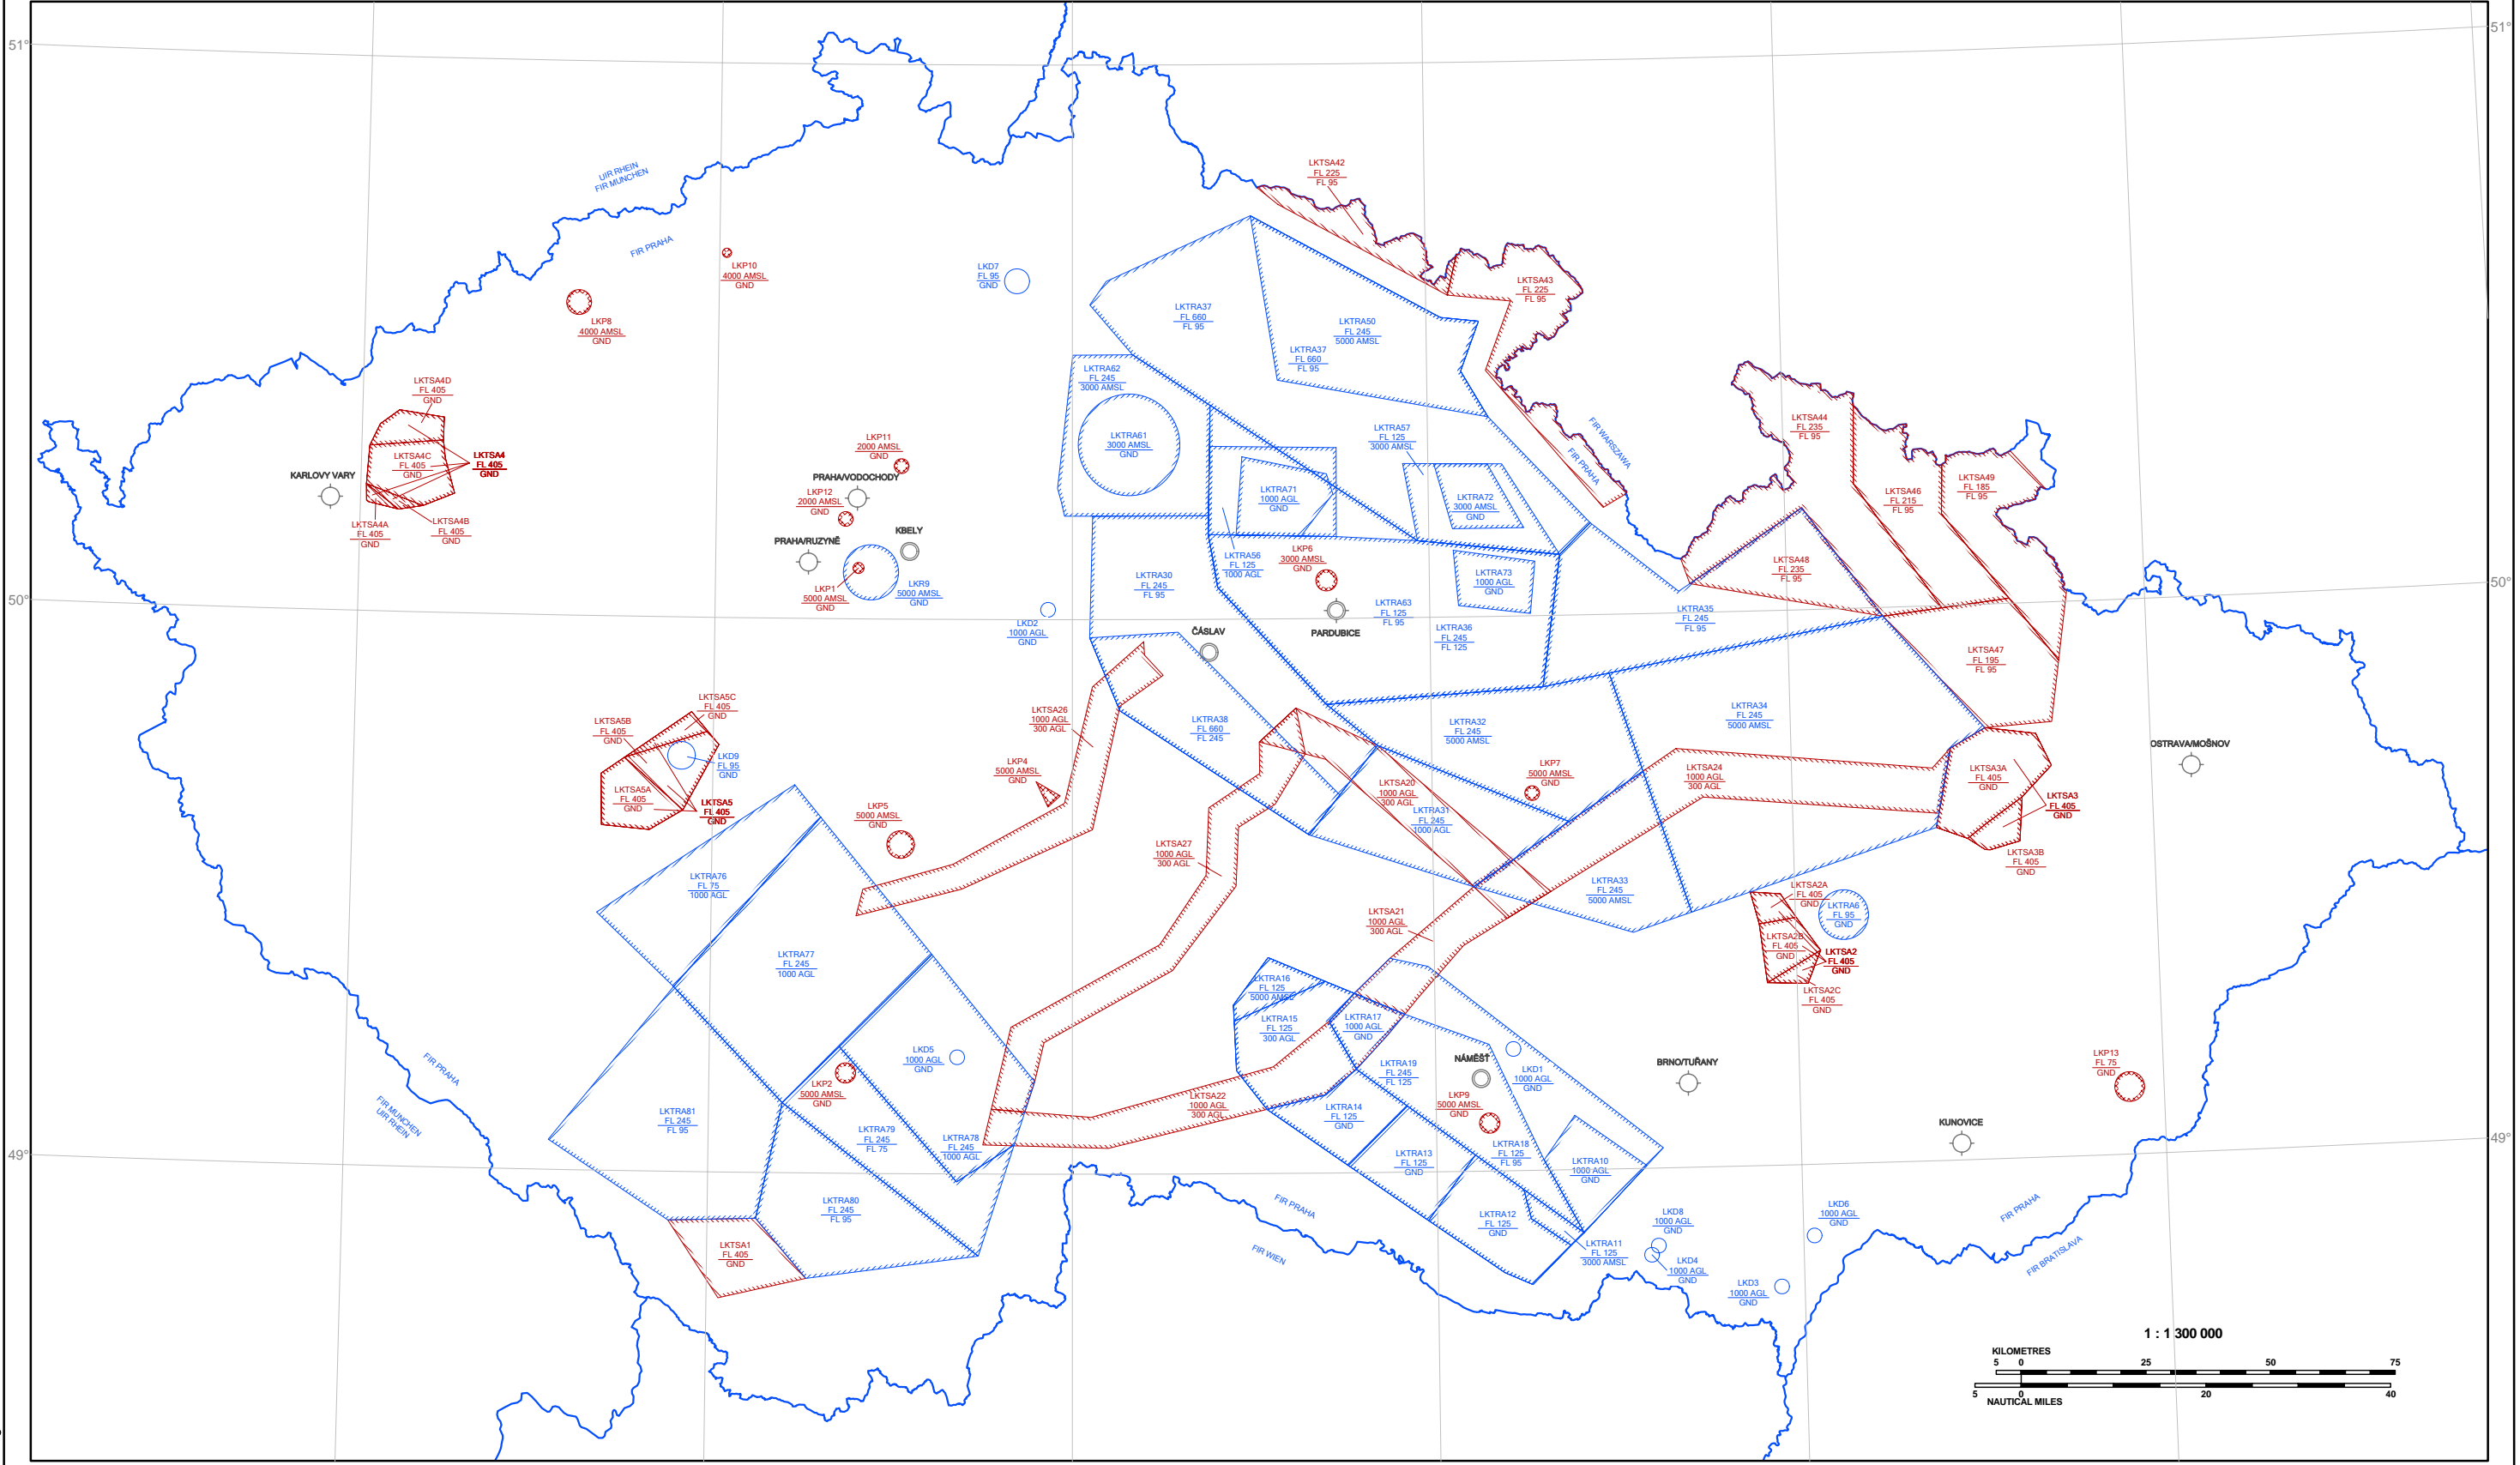 51°
51°
UIR RHEIN
FIR MUNCHEN
FIR PRAHA
LKTSA42
FL 225
FL 95
LKP10
4000 AMSL
GND
LKD7
FL 95
GND
LKTSA43
FL 225
FL 95
LKP8
4000 AMSL
GND
LKTRA37
FL 660
FL 95
LKTRA50
FL 245
5000 AMSL
LKTRA37
FL 660
FL 95
LKTRA62
FL 245
3000 AMSL
LKTSA4D
FL 405
GND
LKTSA4C
FL 405
GND
LKTSA4
FL 405
GND
LKTSA4A
FL 405
GND
LKTSA4B
FL 405
GND
KARLOVY VARY
LKP11
2000 AMSL
GND
PRAHA/VODOCHODY
LKP12
2000 AMSL
GND
KBELY
PRAHA/RUZYNĚ
LKP1
5000 AMSL
GND
LKR9
5000 AMSL
GND
LKTRA61
3000 AMSL
GND
LKTRA57
FL 125
3000 AMSL
LKTRA71
1000 AGL
GND
LKTRA72
3000 AMSL
GND
FIR WARSZAWA
FIR PRAHA
LKTSA44
FL 235
FL 95
LKTSA46
FL 215
FL 95
LKTSA49
FL 185
FL 95
LKTSA48
FL 235
FL 95
LKTRA56
FL 125
1000 AGL
LKP6
3000 AMSL
GND
LKTRA73
1000 AGL
GND
LKTRA30
FL 245
FL 95
LKD2
1000 AGL
GND
ČÁSLAV
PARDUBICE
LKTRA63
FL 125
FL 95
LKTRA36
FL 245
FL 125
LKTRA35
FL 245
FL 95
50°
50°
LKTSA47
FL 195
FL 95
LKTSA5C
FL 405
GND
LKTSA5B
FL 405
GND
LKD9
FL 95
GND
LKTSA5A
FL 405
GND
LKTSA5
FL 405
GND
LKTSA26
1000 AGL
300 AGL
LKTRA38
FL 660
FL 245
LKTRA32
FL 245
5000 AMSL
LKTRA34
FL 245
5000 AMSL
OSTRAVA/MOŠNOV
LKP4
5000 AMSL
GND
LKP5
5000 AMSL
GND
LKTSA20
1000 AGL
300 AGL
LKP7
5000 AMSL
GND
LKTSA24
1000 AGL
300 AGL
LKTSA3A
FL 405
GND
LKTSA3
FL 405
GND
LKTSA3B
FL 405
GND
LKTRA31
FL 245
1000 AGL
LKTSA27
1000 AGL
300 AGL
LKTRA76
FL 75
1000 AGL
LKTRA33
FL 245
5000 AMSL
LKTSA2A
FL 405
GND
LKTRA6
FL 95
GND
LKTSA2B
FL 405
GND
LKTSA2
FL 405
GND
LKTSA2C
FL 405
GND
LKTSA21
1000 AGL
300 AGL
LKTRA77
FL 245
1000 AGL
LKTRA16
FL 125
5000 AMSL
LKTRA15
FL 125
300 AGL
LKTRA17
1000 AGL
GND
LKD5
1000 AGL
GND
LKP2
5000 AMSL
GND
FIR PRAHA
FIR MUNCHEN
UIR RHEIN
LKTRA81
FL 245
FL 95
LKTRA79
FL 245
FL 75
LKTRA78
FL 245
1000 AGL
LKTSA22
1000 AGL
300 AGL
LKTRA19
FL 245
FL 125
NÁMĚŠŤ
LKD1
1000 AGL
GND
BRNO/TUŘANY
LKP9
5000 AMSL
GND
LKP13
FL 75
GND
LKTRA14
FL 125
GND
KUNOVICE
49°
49°
LKTRA13
FL 125
GND
LKTRA18
FL 125
FL 95
LKTRA10
1000 AGL
GND
LKTRA80
FL 245
FL 95
LKTRA12
FL 125
GND
LKTRA11
FL 125
3000 AMSL
LKTSA1
FL 405
GND
FIR PRAHA
FIR WIEN
LKD8
1000 AGL
GND
LKD4
1000 AGL
GND
LKD6
1000 AGL
GND
LKD3
1000 AGL
GND
FIR PRAHA
FIR BRATISLAVA
1 : 1 300 000
KILOMETRES
5 0 25 50 75
5 0 20 40
NAUTICAL MILES